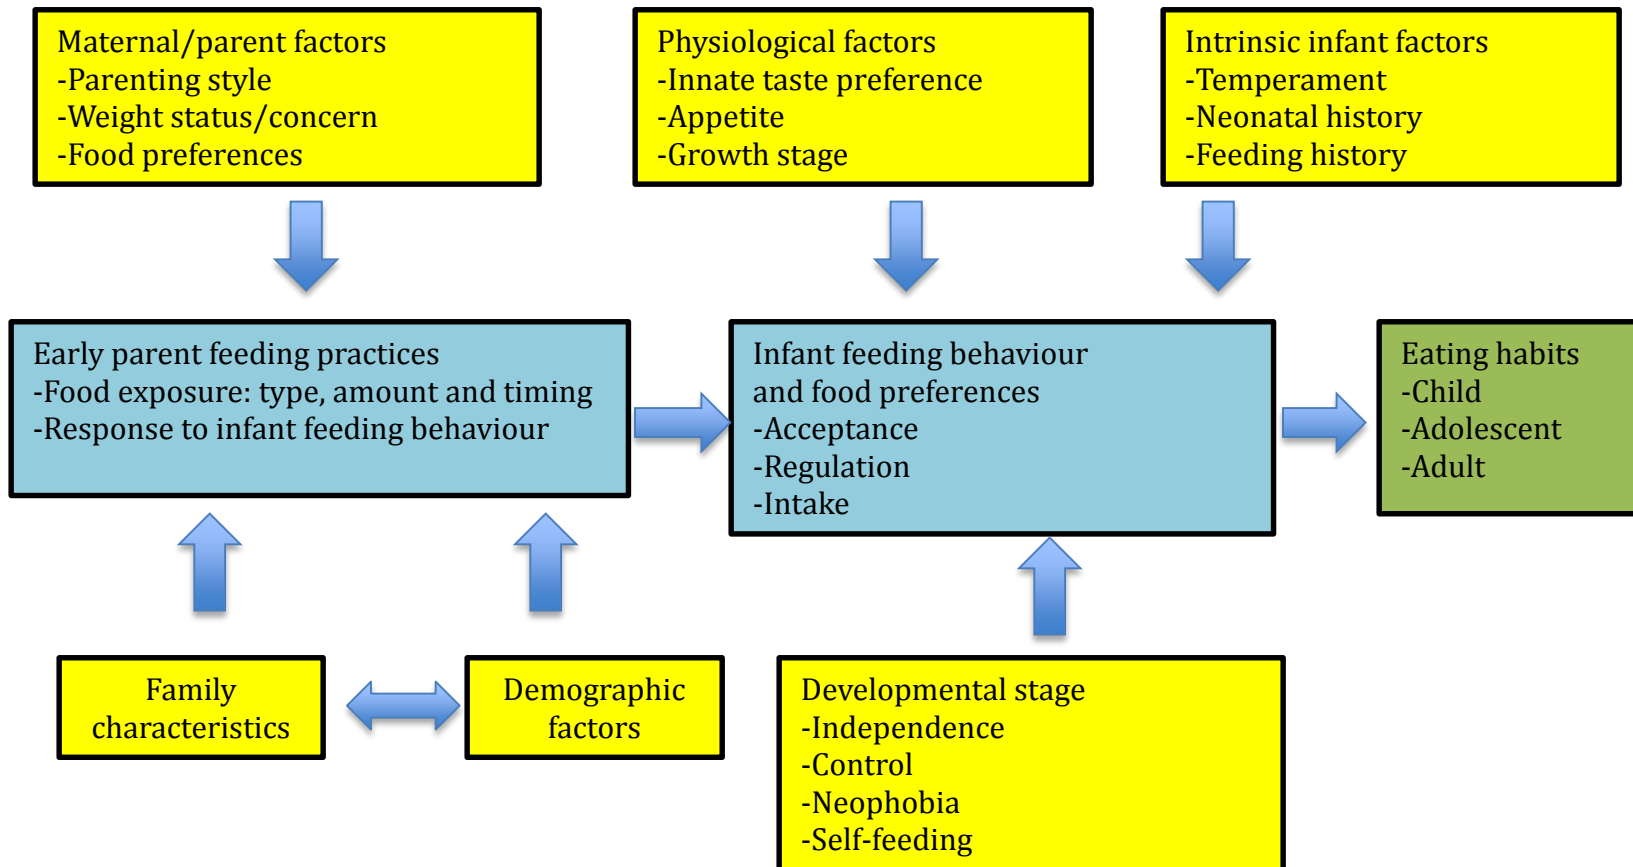 Maternal/parent factors
-Parenting style
-Weight status/concern
-Food preferences
Physiological factors
-Innate taste preference
-Appetite
-Growth stage
Intrinsic infant factors
-Temperament
-Neonatal history
-Feeding history
Early parent feeding practices
-Food exposure: type, amount and timing
-Response to infant feeding behaviour
Infant feeding behaviour
and food preferences
-Acceptance
-Regulation
-Intake
Eating habits
-Child
-Adolescent
-Adult
Family
characteristics
Demographic
factors
Developmental stage
-Independence
-Control
-Neophobia
-Self-feeding